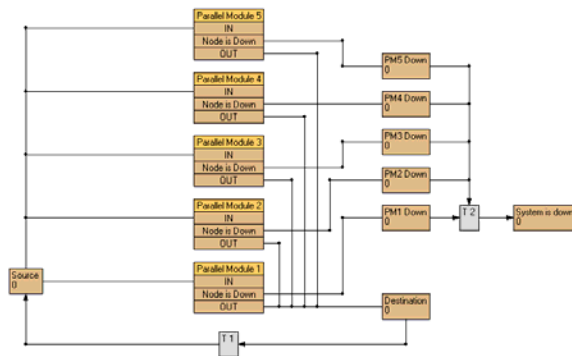 Parallel Module 5
IN
Node is Down
OUT
PM5 Down
0
Parallel Module 4
IN
Node is Down
OUT
PM4 Down
0
Parallel Module 3
IN
Node is Down
OUT
PM3 Down
0
Parallel Module 2
IN
Node is Down
OUT
PM2 Down
0
PM1 Down
0
T 2
System is down
0
Parallel Module 1
IN
Node is Down
OUT
Source
0
Destination
0
T 1